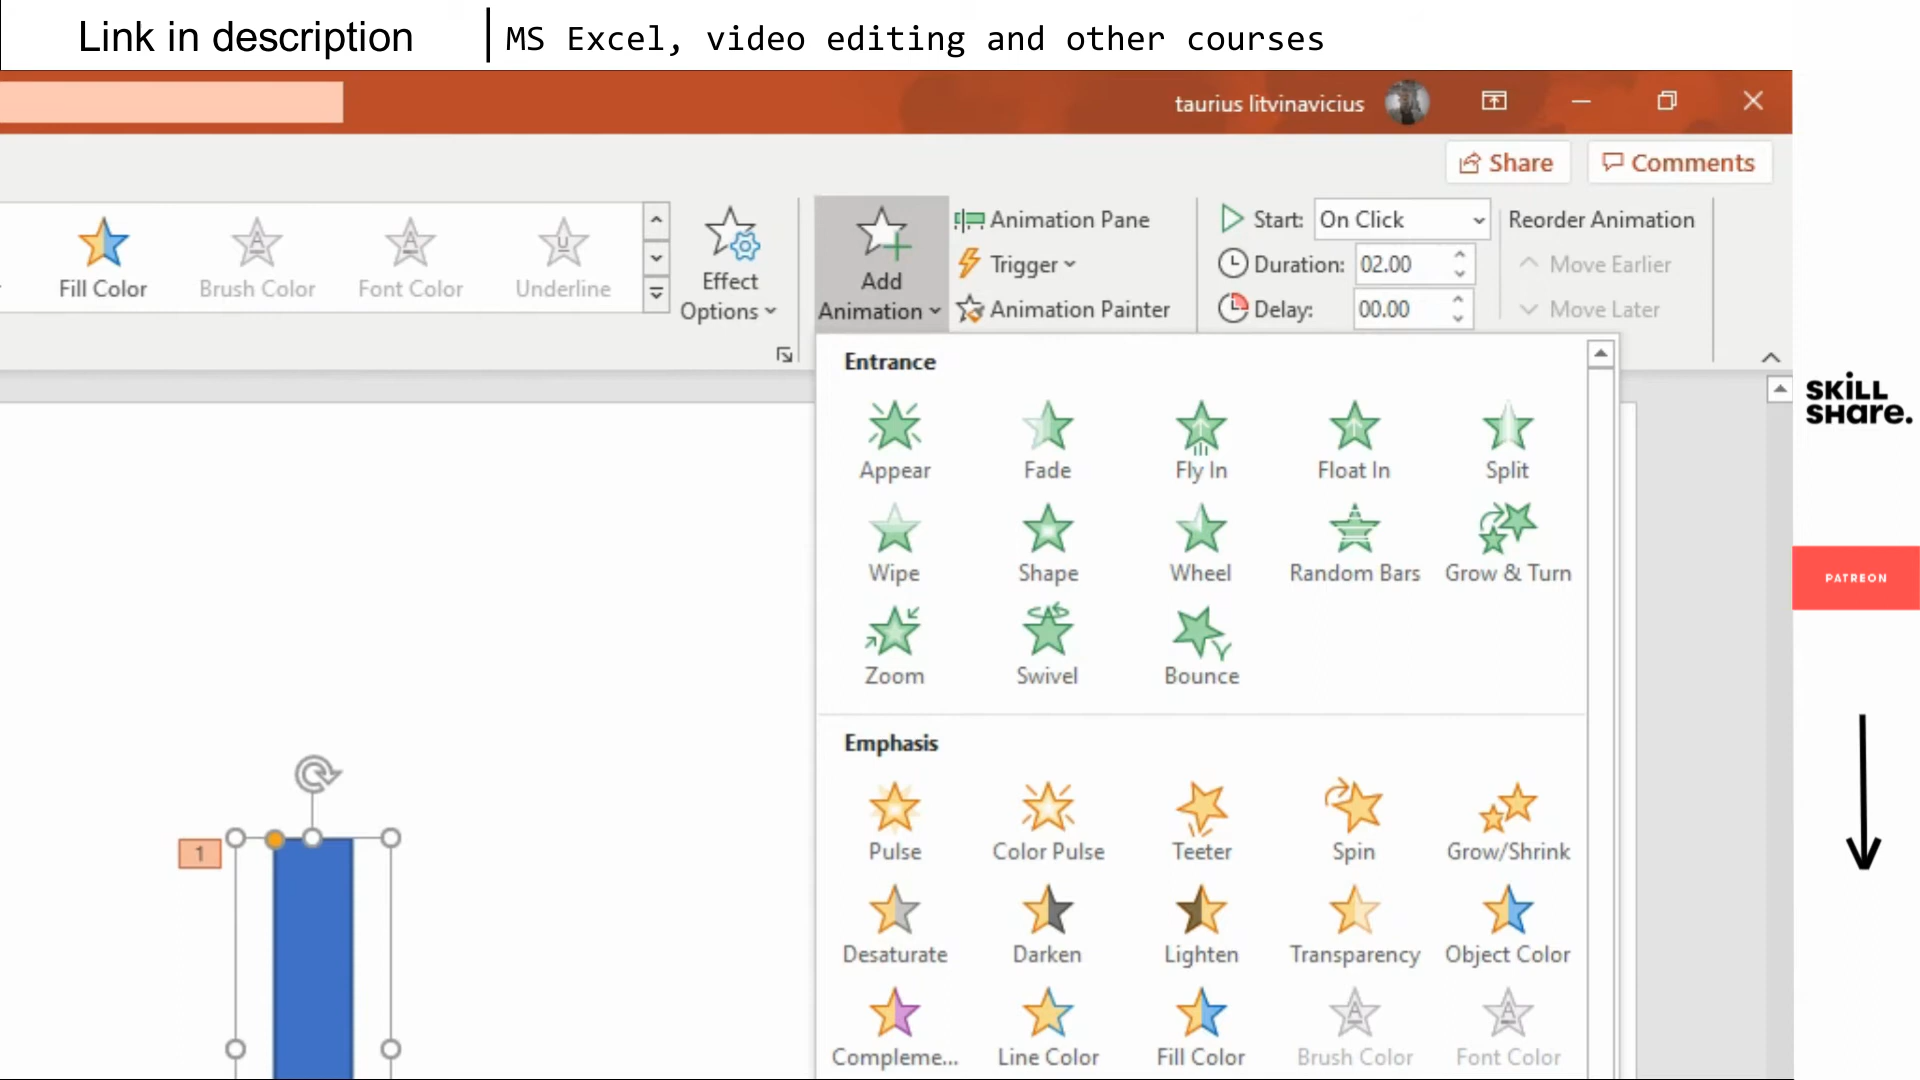 Link in description
MS Excel, video editing and other courses
taurius litvinavicius
Share
Comments
Fill Color
Brush Color
Font Color
Underline
Effect
Options
Add
Animation
Animation Pane
Trigger
Animation Painter
Start:
On Click
Duration:
02.00
Delay:
00.00
Reorder Animation
Move Earlier
Move Later
Entrance
Appear
Fade
Fly In
Float In
Split
Wipe
Shape
Wheel
Random Bars
Grow & Turn
Zoom
Swivel
Bounce
Emphasis
Pulse
Color Pulse
Teeter
Spin
Grow/Shrink
Desaturate
Darken
Lighten
Transparency
Object Color
Compleme...
Line Color
Fill Color
Brush Color
Font Color
1
SKiLL
SHare.
PATREON